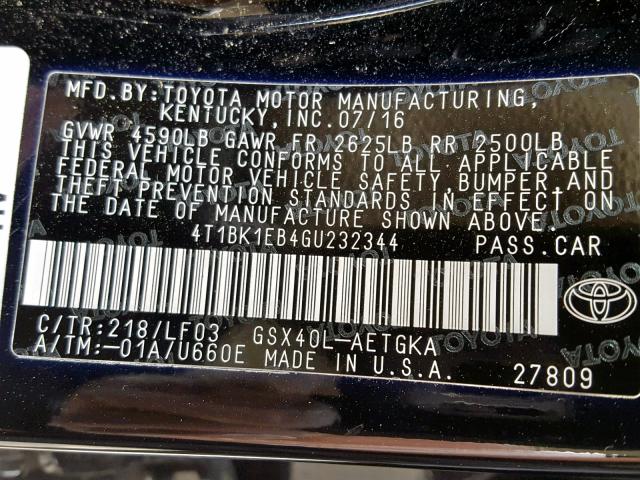 MFD.BY:TOYOTA MOTOR MANUFACTURING,
KENTUCKY,INC.07/16
GVWR 4590LB GAWR FR 2625LB RR 2500LB
THIS VEHICLE CONFORMS TO ALL APPLICABLE
FEDERAL MOTOR VEHICLE SAFETY,BUMPER,AND
THEFT PREVENTION STANDARDS IN EFFECT ON
THE DATE OF MANUFACTURE SHOWN ABOVE.
4T1BK1EB4GU232344 PASS.CAR
C/TR:218/LF03 GSX40L-AETGKA
A/TM:-01A/U660E MADE IN U.S.A. 27809